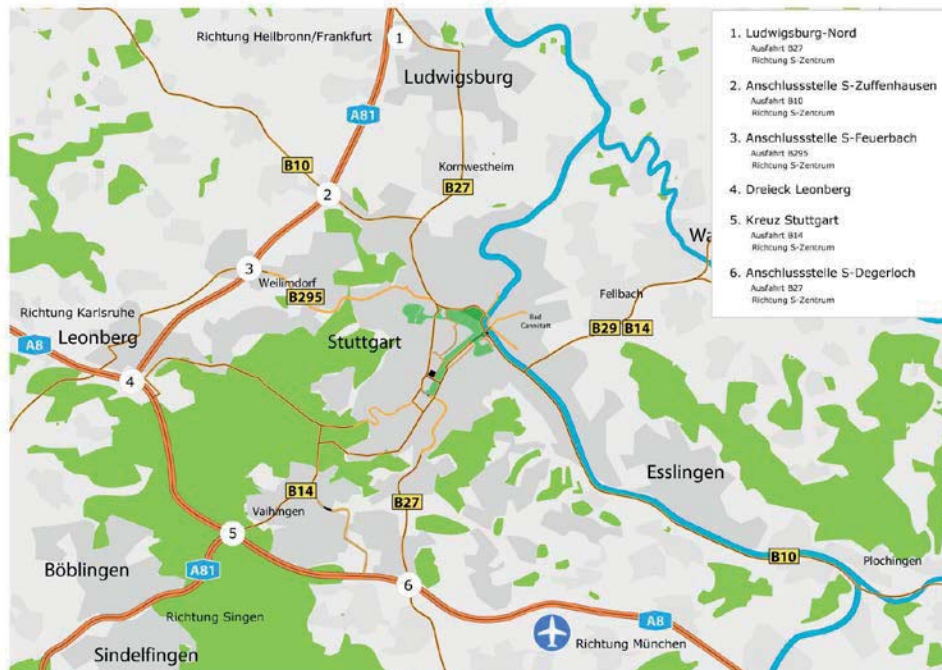 Richtung Heilbronn/Frankfurt
1
Ludwigsburg
A81
B10
Kornwestheim
B27
2
3
Weilimdorf
B295
Richtung Karlsruhe
A8
Leonberg
Stuttgart
Bad
Cannstatt
Fellbach
B29 B14
Wa
4
Esslingen
B14
B27
Vaihingen
5
Böblingen
A81
Richtung Singen
Sindelfingen
6
B10
Plochingen
A8
Richtung München
1. Ludwigsburg-Nord
Ausfahrt B27
Richtung S-Zentrum
2. Anschlussstelle S-Zuffenhausen
Ausfahrt B10
Richtung S-Zentrum
3. Anschlussstelle S-Feuerbach
Ausfahrt B295
Richtung S-Zentrum
4. Dreieck Leonberg
5. Kreuz Stuttgart
Ausfahrt B14
Richtung S-Zentrum
6. Anschlussstelle S-Degerloch
Ausfahrt B27
Richtung S-Zentrum